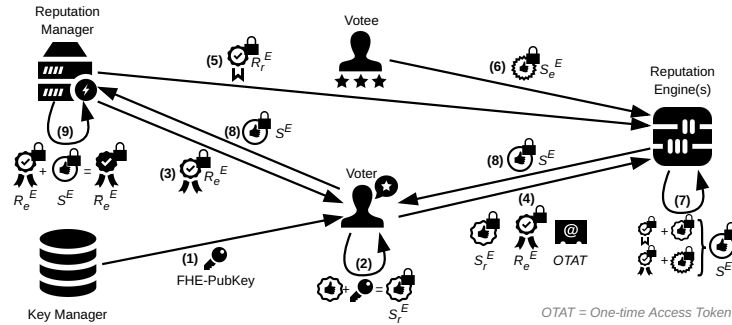 Reputation
Manager
Votee
(5) R_r^E
(6) S_e^E
Reputation
Engine(s)
(9)
(8) S^E
(8) S^E
(3) R_e^E
Voter
(4)
(7)
+ =
R_e^E S^E R_e^E
@
S_r^E R_e^E OTAT
+
+
S^E
(1)
FHE-PubKey
(2)
+ =
S_r^E
Key Manager
OTAT = One-time Access Token